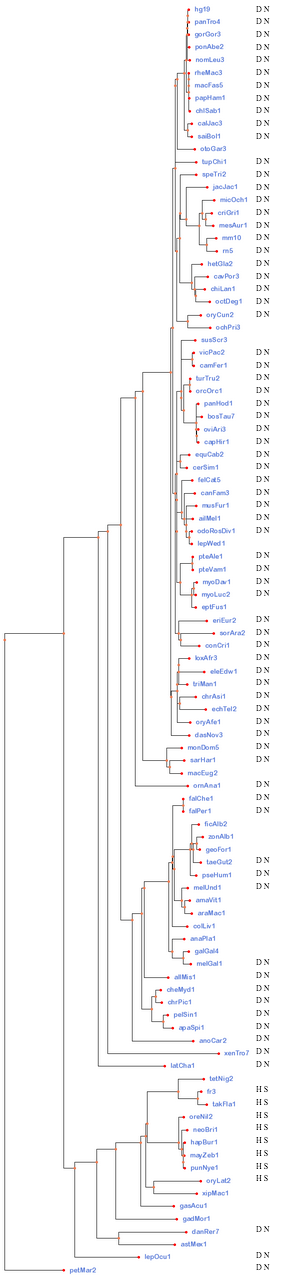 hg19 D N
panTro4 D N
gorGor3 D N
ponAbe2 D N
nomLeu3 D N
rheMac3 D N
macFas5 D N
papHam1 D N
chlSab1 D N
calJac3 D N
saiBol1 D N
otoGar3
tupChi1 D N
speTri2 D N
jacJac1 D N
micOch1 D N
criGri1 D N
mesAur1 D N
mm10 D N
rn5 D N
hetGla2 D N
cavPor3 D N
chiLan1 D N
octDeg1 D N
oryCun2 D N
ochPri3
susScr3
vicPac2 D N
camFer1 D N
turTru2 D N
orcOrc1 D N
panHod1 D N
bosTau7 D N
oviAri3 D N
capHir1 D N
equCab2 D N
cerSim1 D N
felCat5 D N
canFam3 D N
musFur1 D N
ailMel1 D N
odoRosDiv1 D N
lepWed1
pteAle1 D N
pteVam1 D N
myoDav1 D N
myoLuc2 D N
eptFus1 D N
eriEur2 D N
sorAra2 D N
conCri1 D N
loxAfr3 D N
eleEdw1 D N
triMan1 D N
chrAsi1 D N
echTel2 D N
oryAfe1 D N
dasNov3 D N
monDom5 D N
sarHar1 D N
macEug2
ornAna1 D N
falChe1 D N
falPer1 D N
ficAlb2
zonAlb1
geoFor1
taeGut2 D N
pseHum1 D N
melUnd1 D N
amaVit1
araMac1
colLiv1
anaPla1
galGal4
melGal1 D N
allMis1 D N
cheMyd1 D N
chrPic1 D N
pelSin1 D N
apaSpi1 D N
anoCar2 D N
xenTro7 D N
latCha1 D N
tetNig2
fr3 H S
takFla1 H S
oreNil2 H S
neoBri1 H S
hapBur1 H S
mayZeb1 H S
punNye1 H S
oryLat2 H S
xipMac1
gasAcu1
gadMor1
danRer7 D N
astMex1
lepOcu1 D N
petMar2 D N